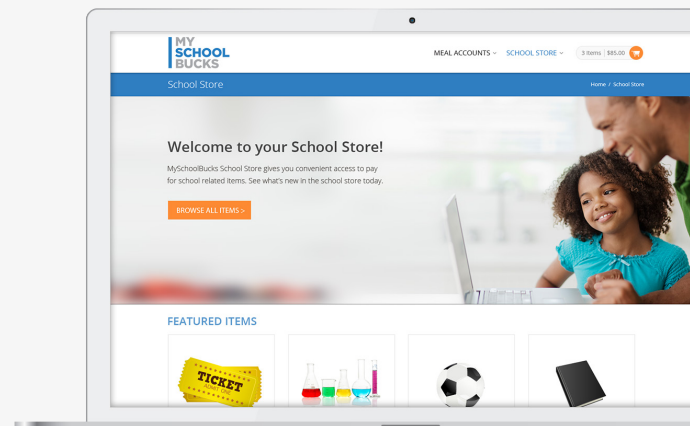 MY
SCHOOL
BUCKS
MEAL ACCOUNTS
SCHOOL STORE
3 items $85.00
School Store
Home / School Store
Welcome to your School Store!
MySchoolBucks School Store gives you convenient access to pay
for school related items. See what's new in the school store today.
BROWSE ALL ITEMS >
FEATURED ITEMS
TICKET
ADMIT ONE